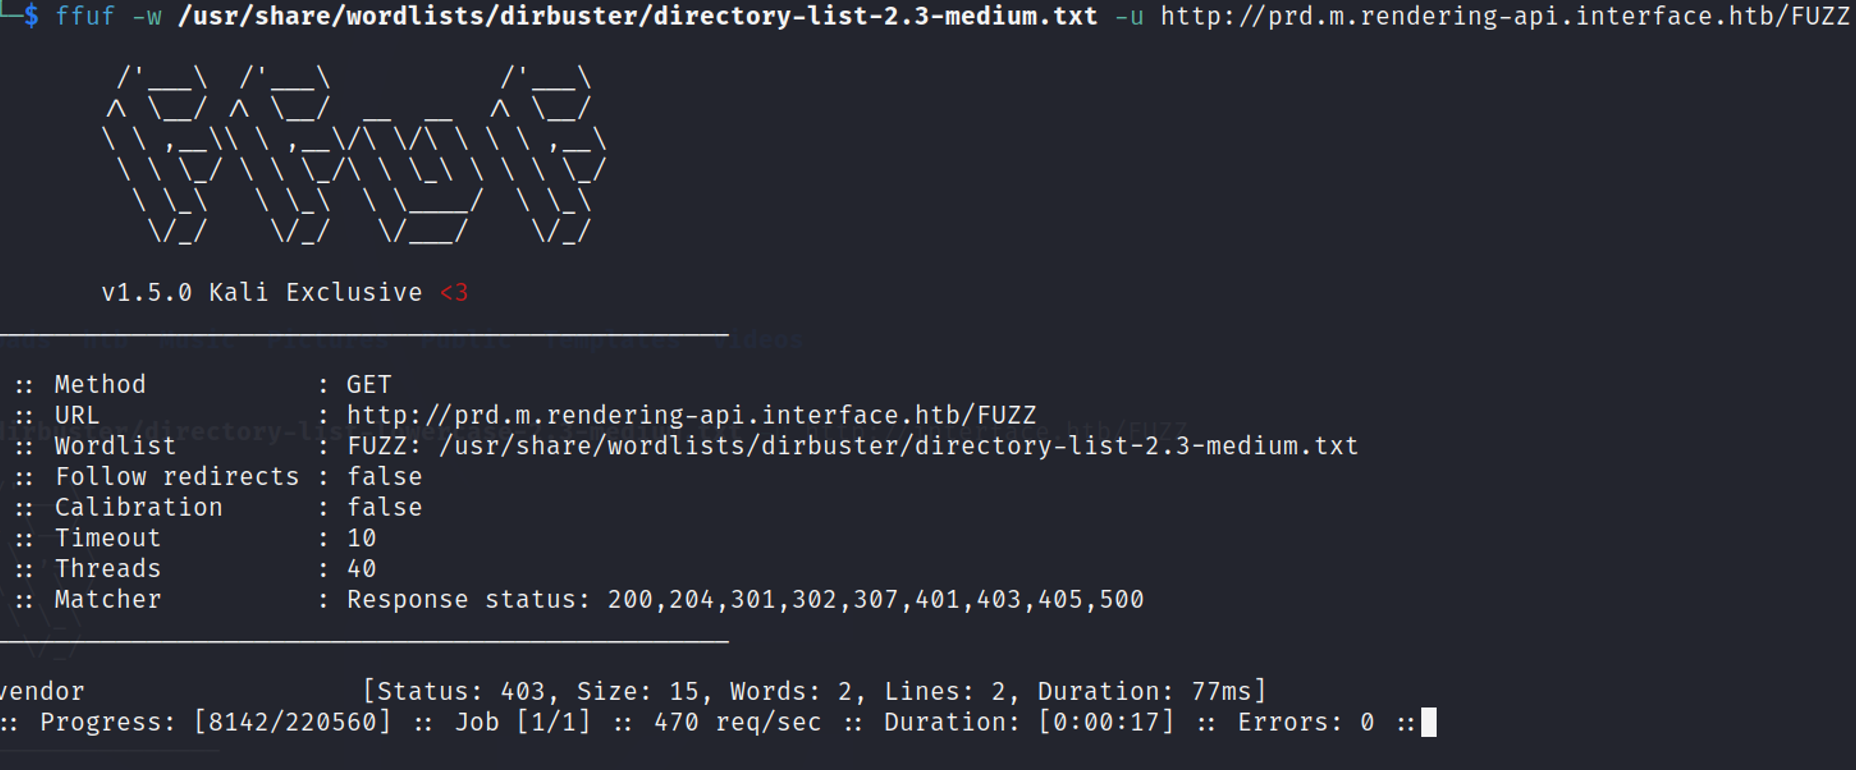 └─$ ffuf -w /usr/share/wordlists/dirbuster/directory-list-2.3-medium.txt -u http://prd.m.rendering-api.interface.htb/FUZZ
v1.5.0 Kali Exclusive <3
:: Method : GET
:: URL : http://prd.m.rendering-api.interface.htb/FUZZ
:: Wordlist : FUZZ: /usr/share/wordlists/dirbuster/directory-list-2.3-medium.txt
:: Follow redirects : false
:: Calibration : false
:: Timeout : 10
:: Threads : 40
:: Matcher : Response status: 200,204,301,302,307,401,403,405,500
vendor [Status: 403, Size: 15, Words: 2, Lines: 2, Duration: 77ms]
:: Progress: [8142/220560] :: Job [1/1] :: 470 req/sec :: Duration: [0:00:17] :: Errors: 0 ::